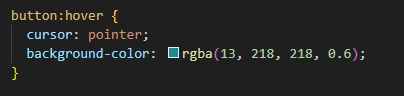 button:hover {
  cursor: pointer;
  background-color: rgba(13, 218, 218, 0.6);
}